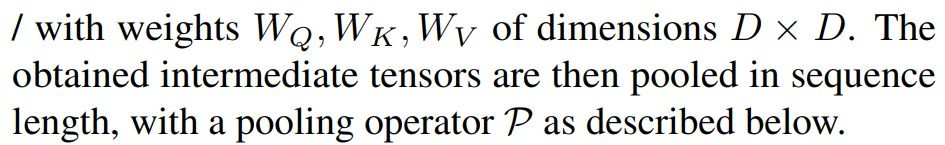 / with weights W_Q, W_K, W_V of dimensions D × D. The
obtained intermediate tensors are then pooled in sequence
length, with a pooling operator 𝒫 as described below.